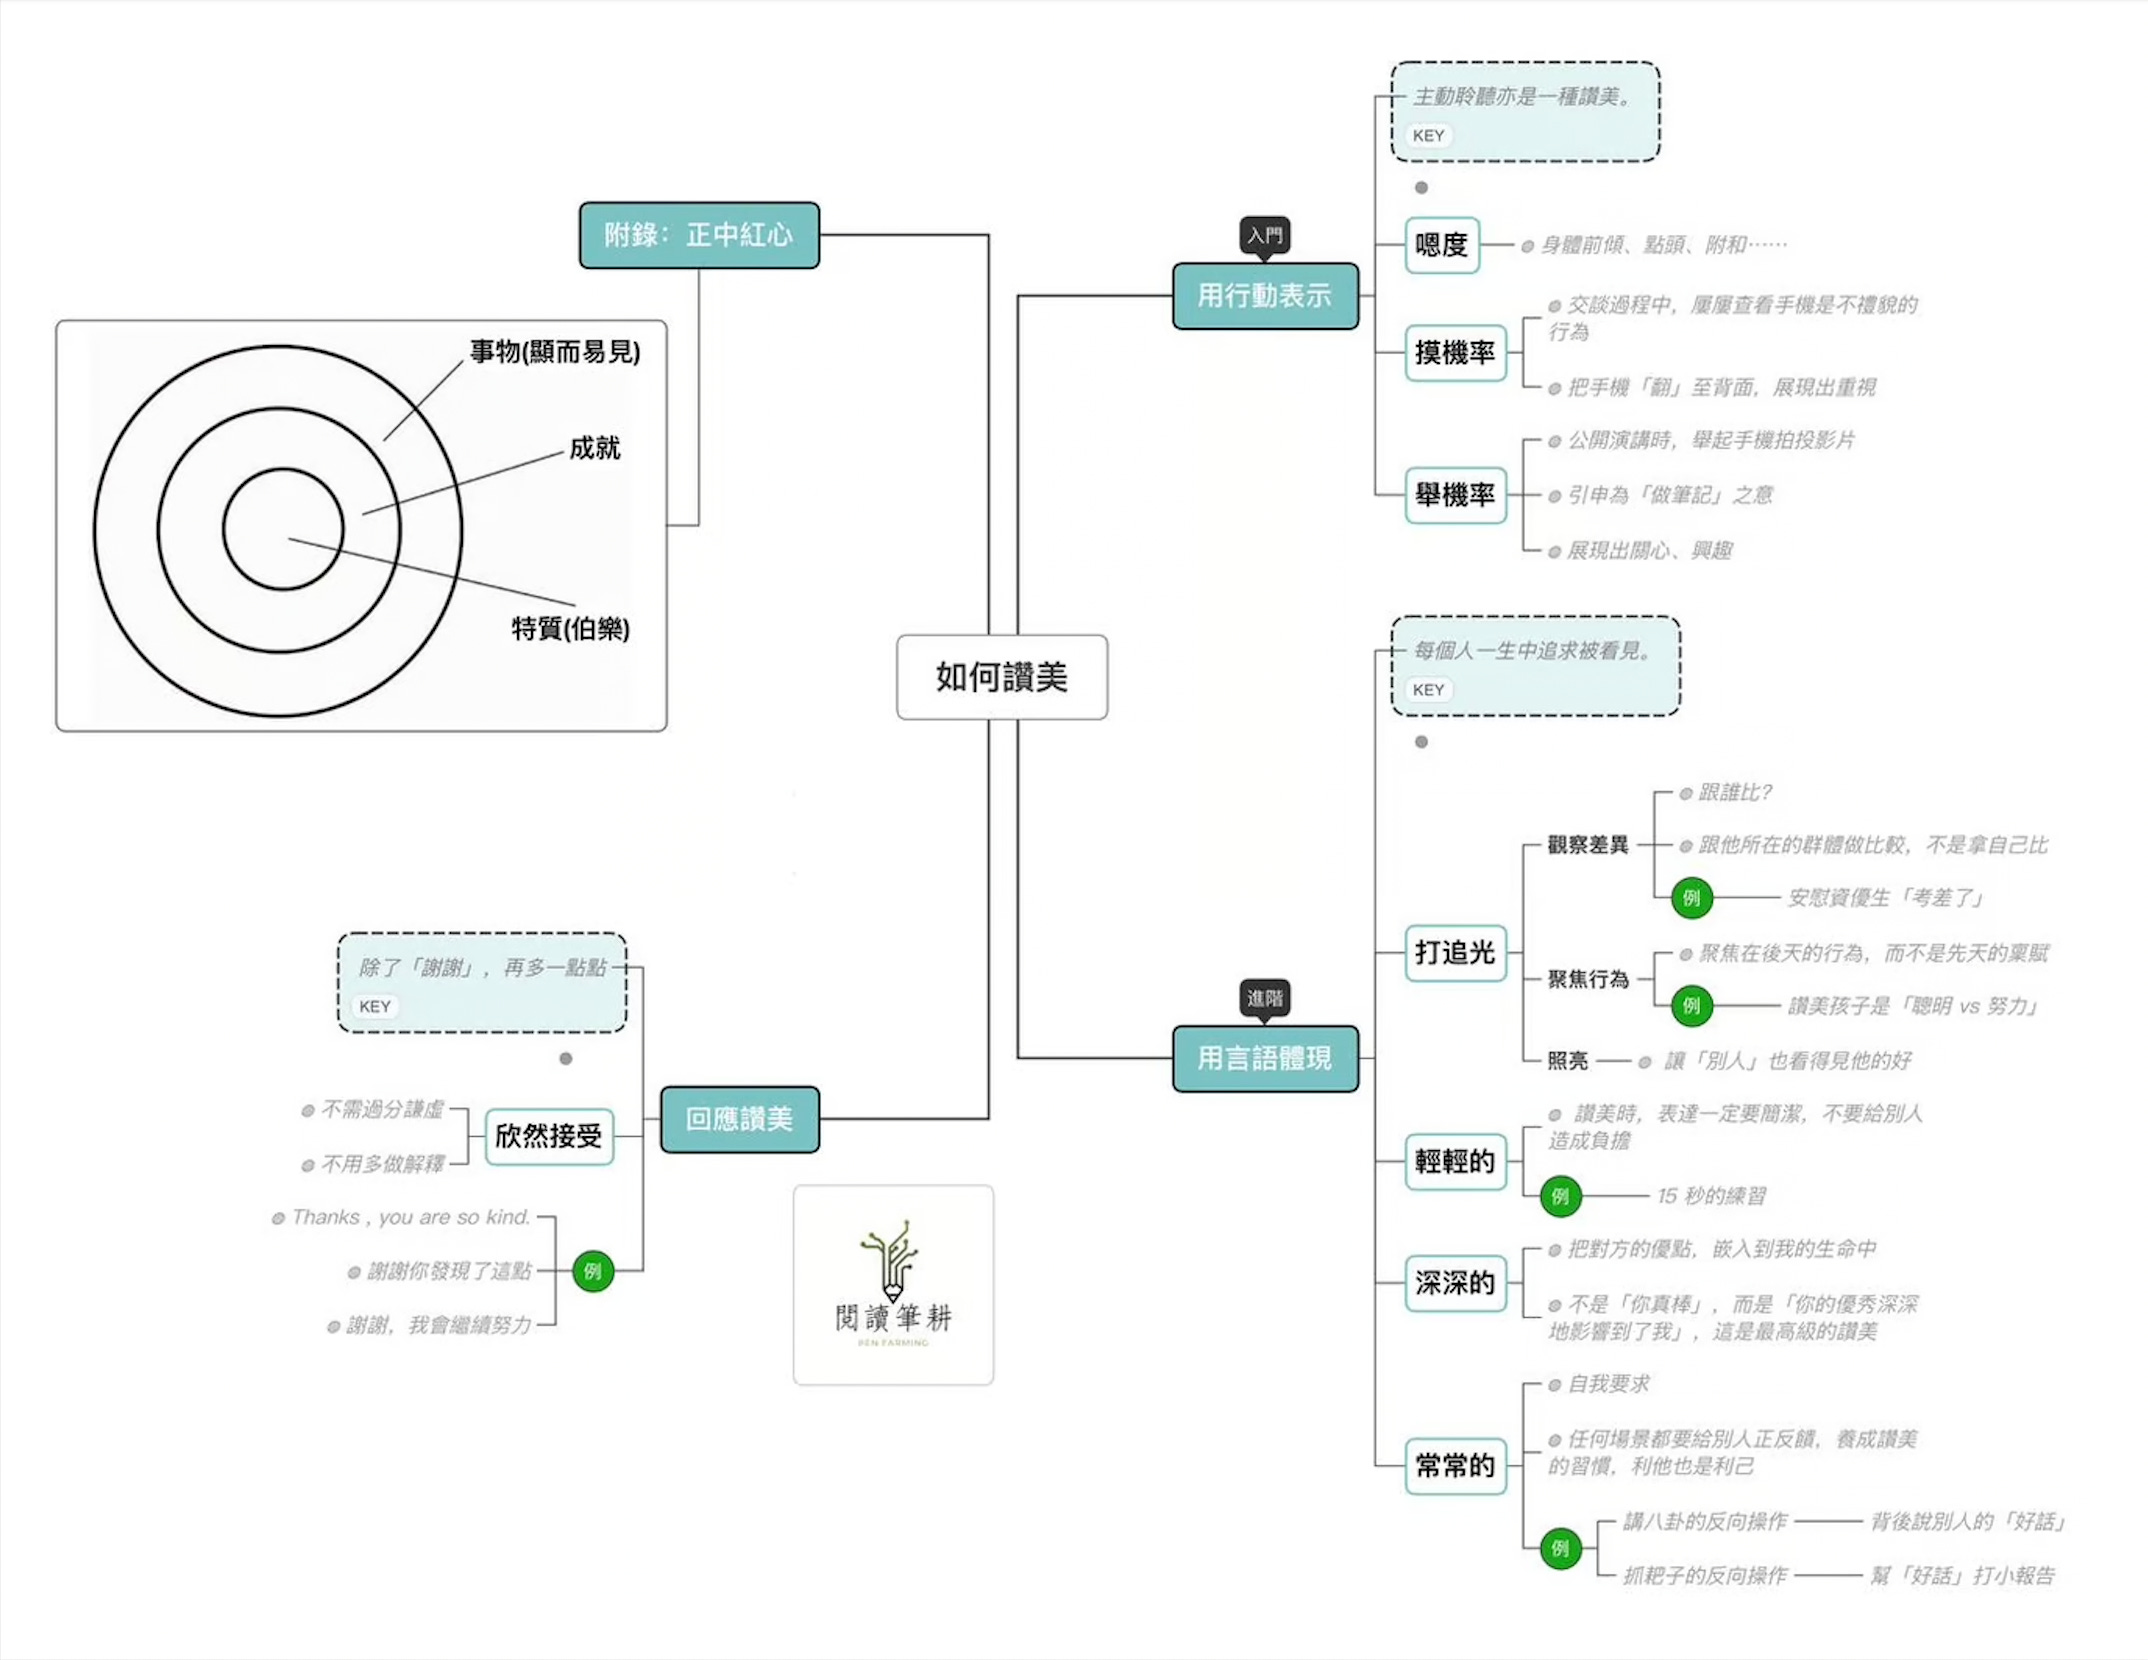 如何讚美
入門
用行動表示
主動聆聽亦是一種讚美。
KEY
嗯度
身體前傾、點頭、附和⋯⋯
摸機率
交談過程中，屢屢查看手機是不禮貌的
行為
把手機「翻」至背面，展現出重視
舉機率
公開演講時，舉起手機拍投影片
引申為「做筆記」之意
展現出關心、興趣
進階
用言語體現
每個人一生中追求被看見。
KEY
打追光
觀察差異
跟誰比？
跟他所在的群體做比較，不是拿自己比
例
安慰資優生「考差了」
聚焦行為
聚焦在後天的行為，而不是先天的稟賦
例
讚美孩子是「聰明 vs 努力」
照亮
讓「別人」也看得見他的好
輕輕的
讚美時，表達一定要簡潔，不要給別人
造成負擔
例
15 秒的練習
深深的
把對方的優點，嵌入到我的生命中
不是「你真棒」，而是「你的優秀深深
地影響到了我」，這是最高級的讚美
常常的
自我要求
任何場景都要給別人正反饋，養成讚美
的習慣，利他也是利己
例
講八卦的反向操作
背後說別人的「好話」
抓耙子的反向操作
幫「好話」打小報告
回應讚美
除了「謝謝」，再多一點點
KEY
欣然接受
不需過分謙虛
不用多做解釋
例
Thanks , you are so kind.
謝謝你發現了這點
謝謝，我會繼續努力
附錄：正中紅心
事物(顯而易見)
成就
特質(伯樂)
閱讀筆耕
PEN FARMING